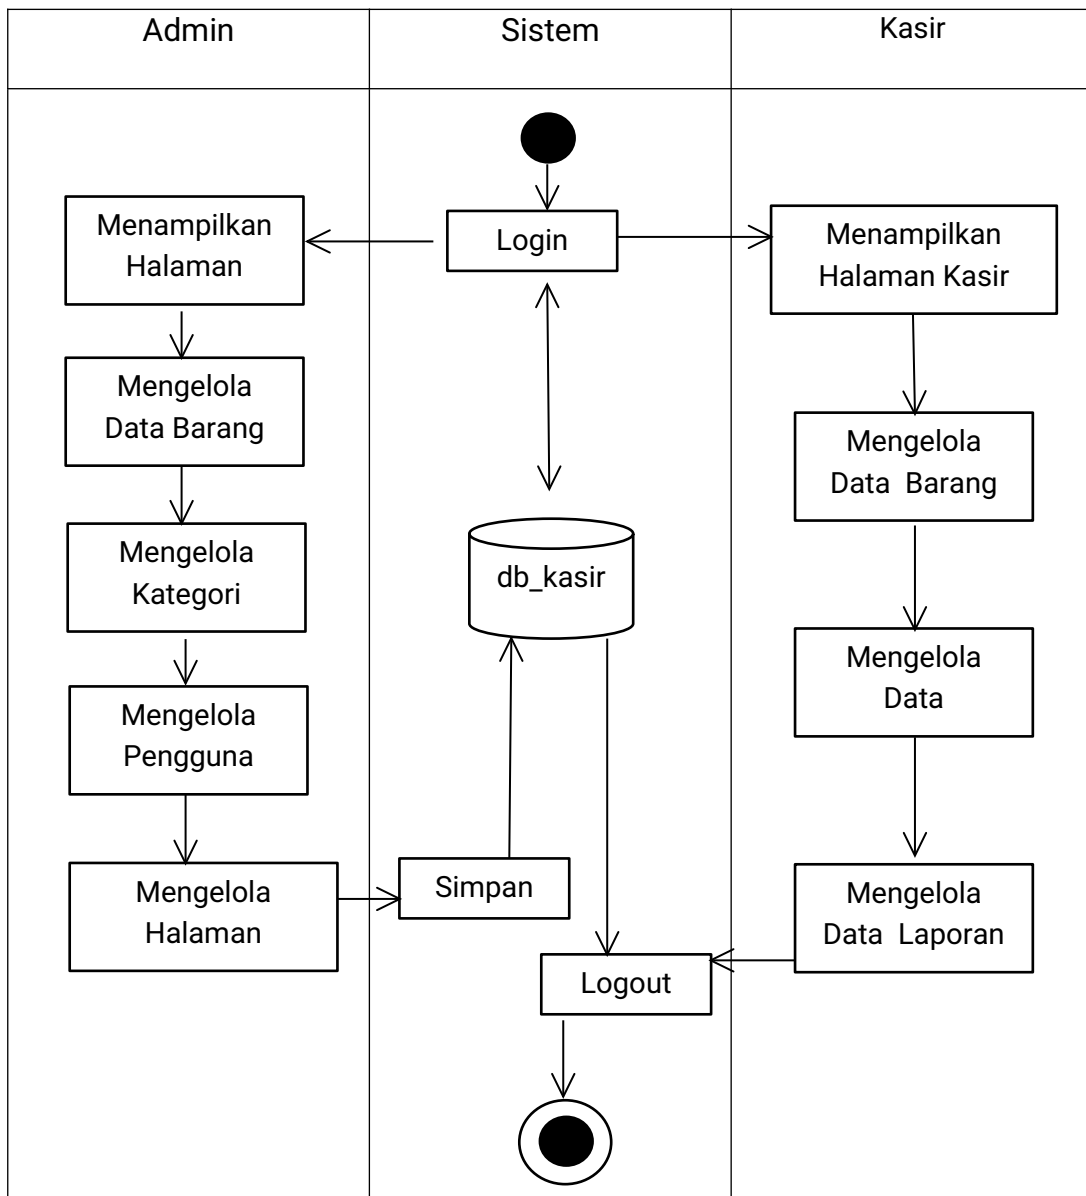 Admin
Sistem
Kasir
Menampilkan
Halaman
Login
Menampilkan
Halaman Kasir
Mengelola
Data Barang
Mengelola
Data Barang
Mengelola
Kategori
db_kasir
Mengelola
Data
Mengelola
Pengguna
Mengelola
Halaman
Simpan
Mengelola
Data Laporan
Logout